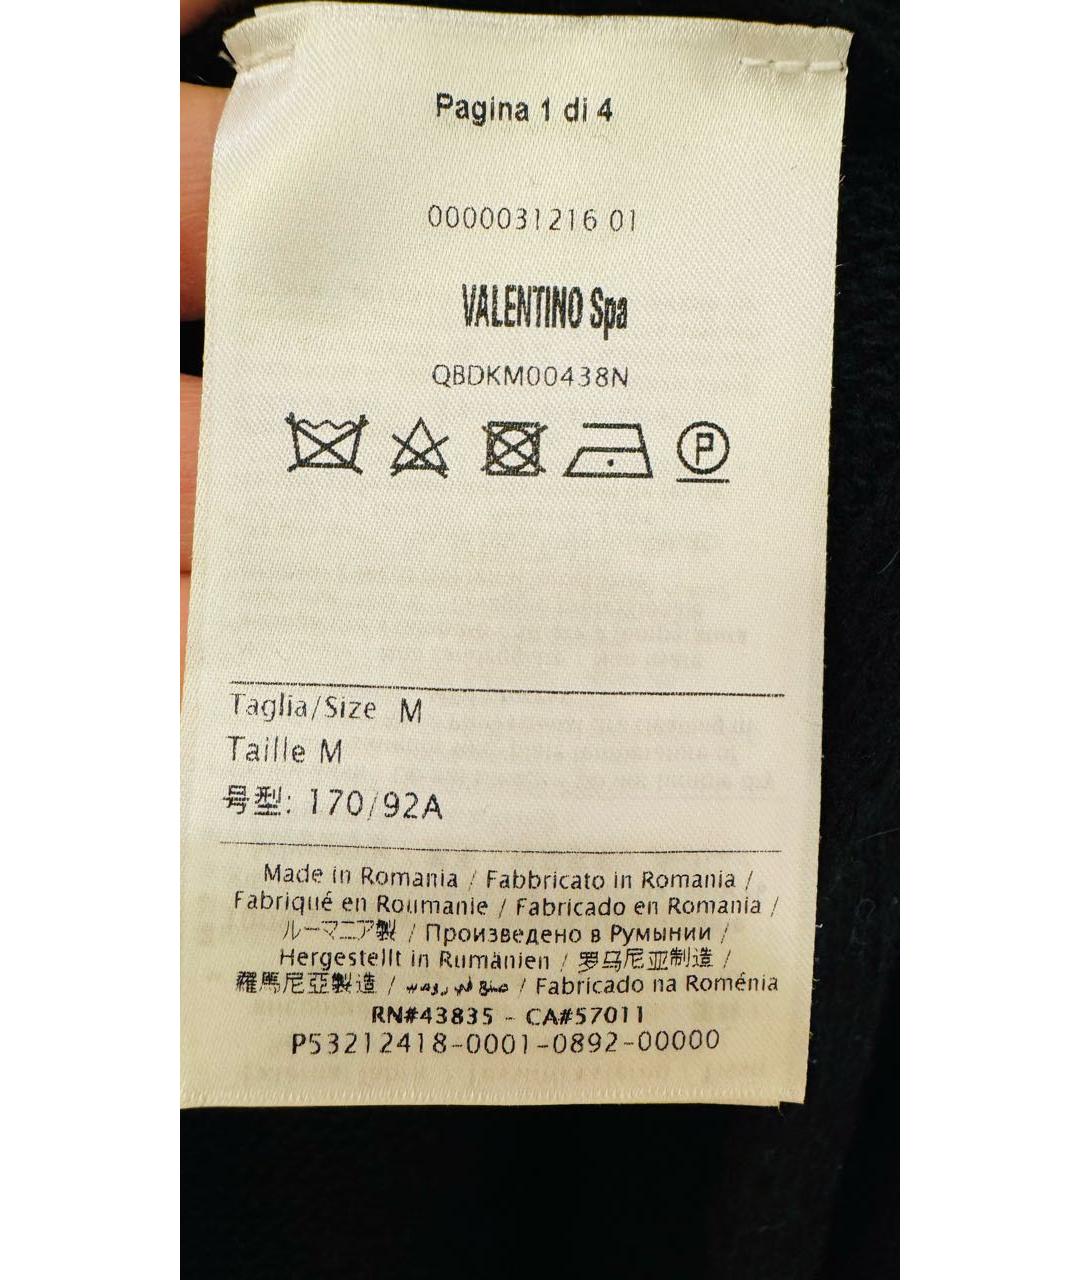 Pagina 1 di 4
0000031216 01
VALENTINO Spa
QBDKM00438N
P
Taglia/Size M
Taille M
号型: 170/92A
Made in Romania / Fabbricato in Romania /
Fabriqué en Roumanie / Fabricado en Romania /
ルーマニア製 / Произведено в Румынии /
Hergestellt in Rumänien / 罗马尼亚制造 /
羅馬尼亞製造 / / Fabricado na Roménia
RN#43835 - CA#57011
P53212418-0001-0892-00000